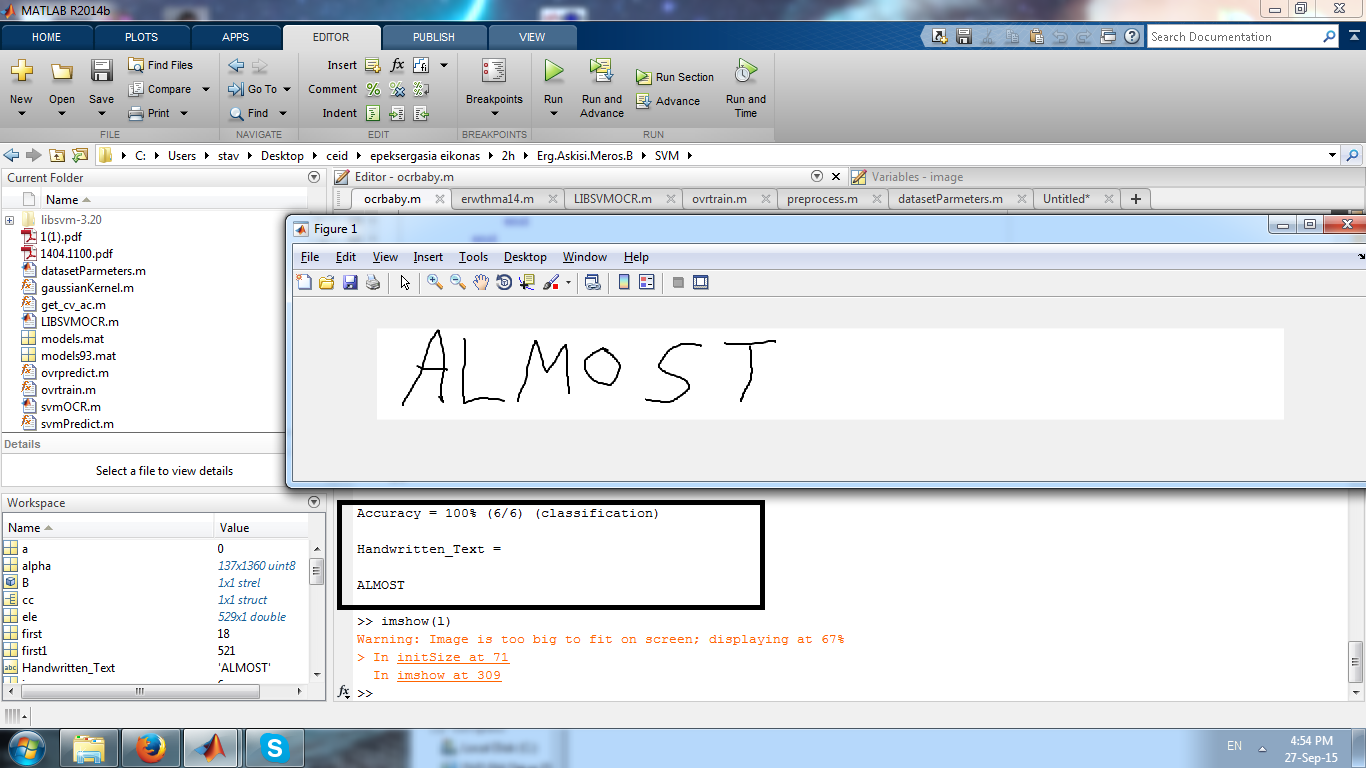 MATLAB R2014b
HOME PLOTS APPS EDITOR PUBLISH VIEW
Search Documentation
New Open Save Find Files Compare Print
Go To Find
Insert fx Comment Indent
Breakpoints
Run Run and Advance Run Section Advance Run and Time
FILE NAVIGATE EDIT BREAKPOINTS RUN
C: Users stav Desktop ceid epeksergasia eikonas 2h Erg.Askisi.Meros.B SVM
Current Folder
Name
libsvm-3.20
1(1).pdf
1404.1100.pdf
datasetParmeters.m
gaussianKernel.m
get_cv_ac.m
LIBSVMOCR.m
models.mat
models93.mat
ovrpredict.m
ovrtrain.m
svmOCR.m
svmPredict.m
Details
Select a file to view details
Workspace
Name Value
a 0
alpha 137x1360 uint8
B 1x1 strel
cc 1x1 struct
ele 529x1 double
first 18
first1 521
Handwritten_Text 'ALMOST'
Editor - ocrbaby.m
Variables - image
ocrbaby.m erwthma14.m LIBSVMOCR.m ovrtrain.m preprocess.m datasetParmeters.m Untitled*
Figure 1
File Edit View Insert Tools Desktop Window Help
ALMOST
Accuracy = 100% (6/6) (classification)
Handwritten_Text =
ALMOST
>> imshow(l)
Warning: Image is too big to fit on screen; displaying at 67%
> In initSize at 71
In imshow at 309
fx >>
EN
4:54 PM
27-Sep-15